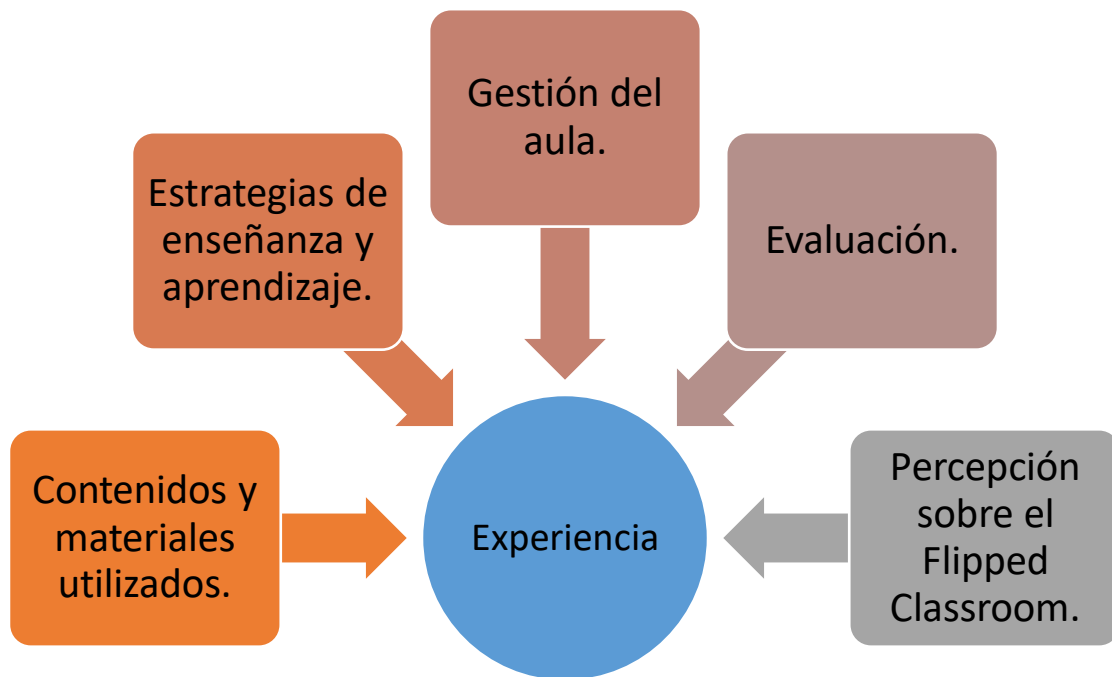 Gestión del
aula.
Estrategias de
enseñanza y
aprendizaje.
Evaluación.
Contenidos y
materiales
utilizados.
Experiencia
Percepción
sobre el
Flipped
Classroom.